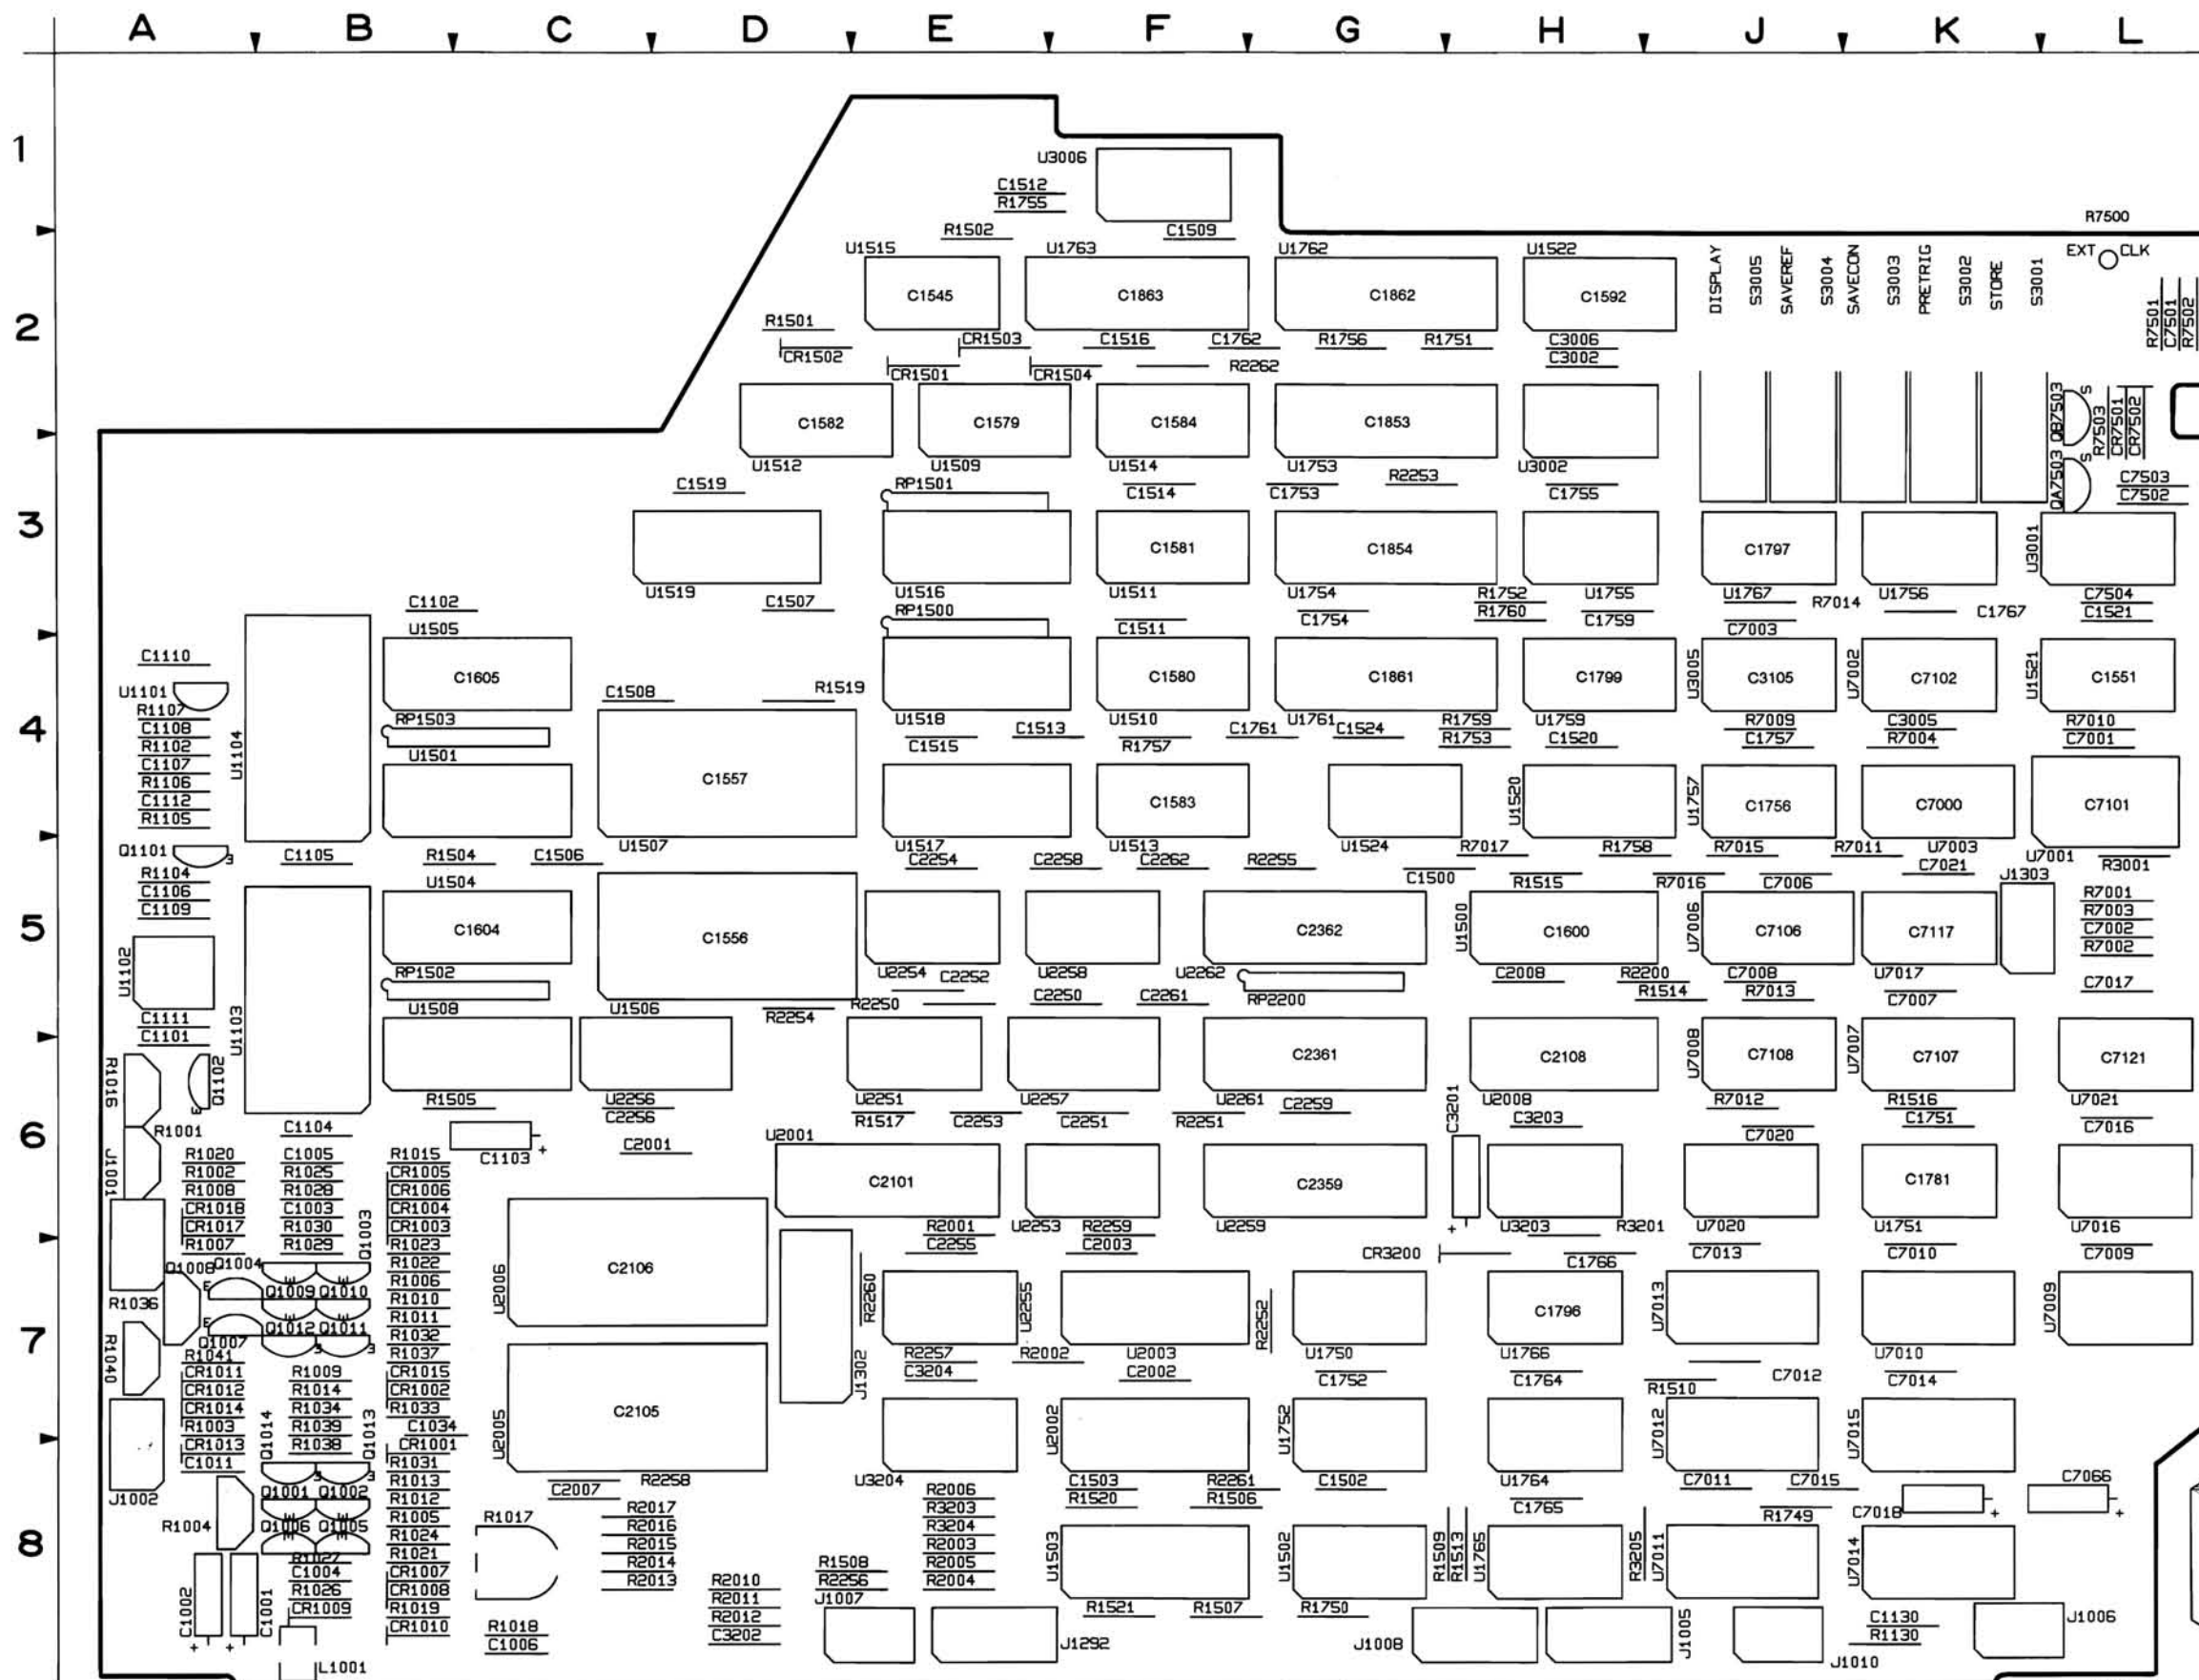 A B C D E F G H J K L
1
U3006
C1512
R1755
R7500
R1502 C1509
U1515 U1763 U1762 U1522
EXT CLK
DISPLAY
S3005
SAVEREF
S3004
SAVECON
S3003
PRETRIG
S3002
STORE
S3001
C1545 C1863 C1862 C1592
R7501
C7501
R7502
2
R1501
CR1502 CR1503 C1516 C1762 R1756 R1751 C3006
C3002
CR1501 CR1504 R2262
C1582 C1579 C1584 C1853
QB7503 S
R7503
CR7501
CR7502
U1512 U1509 U1514 U1753 U3002
QA7503 S
C1519 RP1501 C1514 C1753 R2253 C1755
C7503
C7502
3
C1581 C1854 C1797 U3001
U1519 U1516 U1511 U1754 R1752 U1755 U1767 U1756 C7504
C1102 C1507 RP1500 C1754 R1760 C1759 R7014 C1767 C1521
U1505 C1511 C7003
C1110
C1605 C1580 C1861 C1799 U3005 C3105 U7002 C7102 U1521 C1551
U1101 C1508 R1519
R1107
C1108
R1102
C1107
R1106
C1112
R1105
4
U1104
RP1503 U1518 C1513 U1510 C1761 U1761 C1524 R1759 U1759 R7009 C3005 R7010
U1501 C1515 R1757 R1753 C1520 C1757 R7004 C7001
C1557 C1583 U1520 U1757 C1756 C7000 C7101
U1507 U1517 U1513 U1524 R7017 R1758 R7015 R7011 U7003 U7001
Q1101 3 C1105 R1504 C1506 C2254 C2258 C2262 R2255 C7021 R3001
R1104 U1504 C1500 R1515 R7016 C7006 J1303
C1106
C1109
R7001
R7003
C7002
R7002
5
C1604 C1556 C2362 U1500 C1600 U7006 C7106 C7117
U1102 RP1502 U2254 C2252 U2258 U2262 C2008 R2200 C7008 U7017 C7017
U1508 U1506 R2254 R2250 C2250 C2261 RP2200 R1514 R7013 C7007
C1111
C1101
U1103
R1016 Q1102 E
C2361 C2108 U7008 C7108 U7007 C7107 C7121
R1505 U2256 U2251 U2257 U2261 U2008 R7012 R1516 U7021
C2256 R1517 C2253 C2251 R2251 C2259 C3201 C3203 C1751 C7016
6
R1001 C1104 C1103 + C2001 U2001 C7020
J1001
R1020
R1002
R1008
CR1018
CR1017
R1007
C1005
R1025
R1028
C1003
R1030
R1029
Q1003
R1015
CR1005
CR1006
CR1004
CR1003
R1023
R1022
R1006
R1010
R1011
R1032
R1037
CR1015
CR1002
R1033
C2101 C2359 C1781
R2001 U2253 R2259 U2259 + U3203 R3201 U7020 U1751 U7016
C2255 C2003 CR3200 C1766 C7013 C7010 C7009
Q1008 Q1004 E
E E
Q1009 Q1010
R1036
E E E
Q1012 Q1011
Q1007 3 3
U2006 C2106 R2260 U2255 R2252 C1796 U7013 U7009
7
R1040
R1041
CR1011
CR1012
CR1014
R1003
CR1013
C1011
R1009
R1014
R1034
R1039
R1038
Q1014
Q1013
C1034
CR1001
R2257 R2002 U2003 U1750 U1766 U7010
C3204 C2002 C1752 C1764 C7012 C7014
R1510
J1302
U2005 C2105 U2002 U1752 U7012 U7015
U3204 U1764
R2258 C1503 R2261 C1502 C7011 C7015 C7066
C2007 R2006 R1520 R1506 C1765
3 3
J1002
Q1001 Q1002
R1031
R1013
R1012
R1005
R1024
R1021
CR1007
CR1008
R1019
CR1010
8
R1004
E E
Q1006 Q1005
E E
R1017
R2017
R2016
R2015
R2014
R2013
R3203
R3204
R2003
R2005
R2004
U1503 U1502 R1509 R1513 U1765 R3205 U7011 R1749 C7018 + + U7014
R1027
C1004
R1026
CR1009
C1002 + C1001 +
R1508
R2256
J1007
R2010
R2011
R2012
C3202
R1018
C1006
R1521 R1507 R1750 C1130
R1130
J1006
J1292 J1008 J1005 J1010
L1001